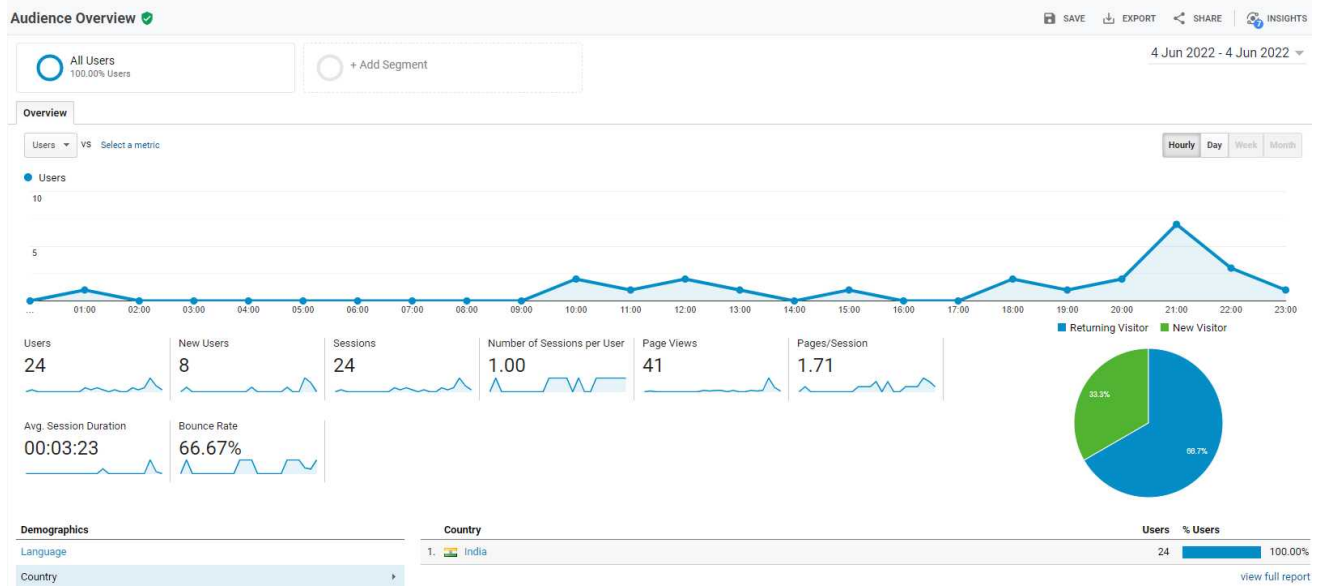 Audience Overview
SAVE EXPORT SHARE INSIGHTS
7
All Users
100.00% Users
+ Add Segment
4 Jun 2022 - 4 Jun 2022
Overview
Users VS Select a metric
Hourly Day Week Month
Users
10
5
... 01:00 02:00 03:00 04:00 05:00 06:00 07:00 08:00 09:00 10:00 11:00 12:00 13:00 14:00 15:00 16:00 17:00 18:00 19:00 20:00 21:00 22:00 23:00
Returning Visitor New Visitor
Users New Users Sessions Number of Sessions per User Page Views Pages/Session
24 8 24 1.00 41 1.71
33.3%
66.7%
Avg. Session Duration Bounce Rate
00:03:23 66.67%
Demographics Country Users % Users
Language 1. India 24 100.00%
Country view full report